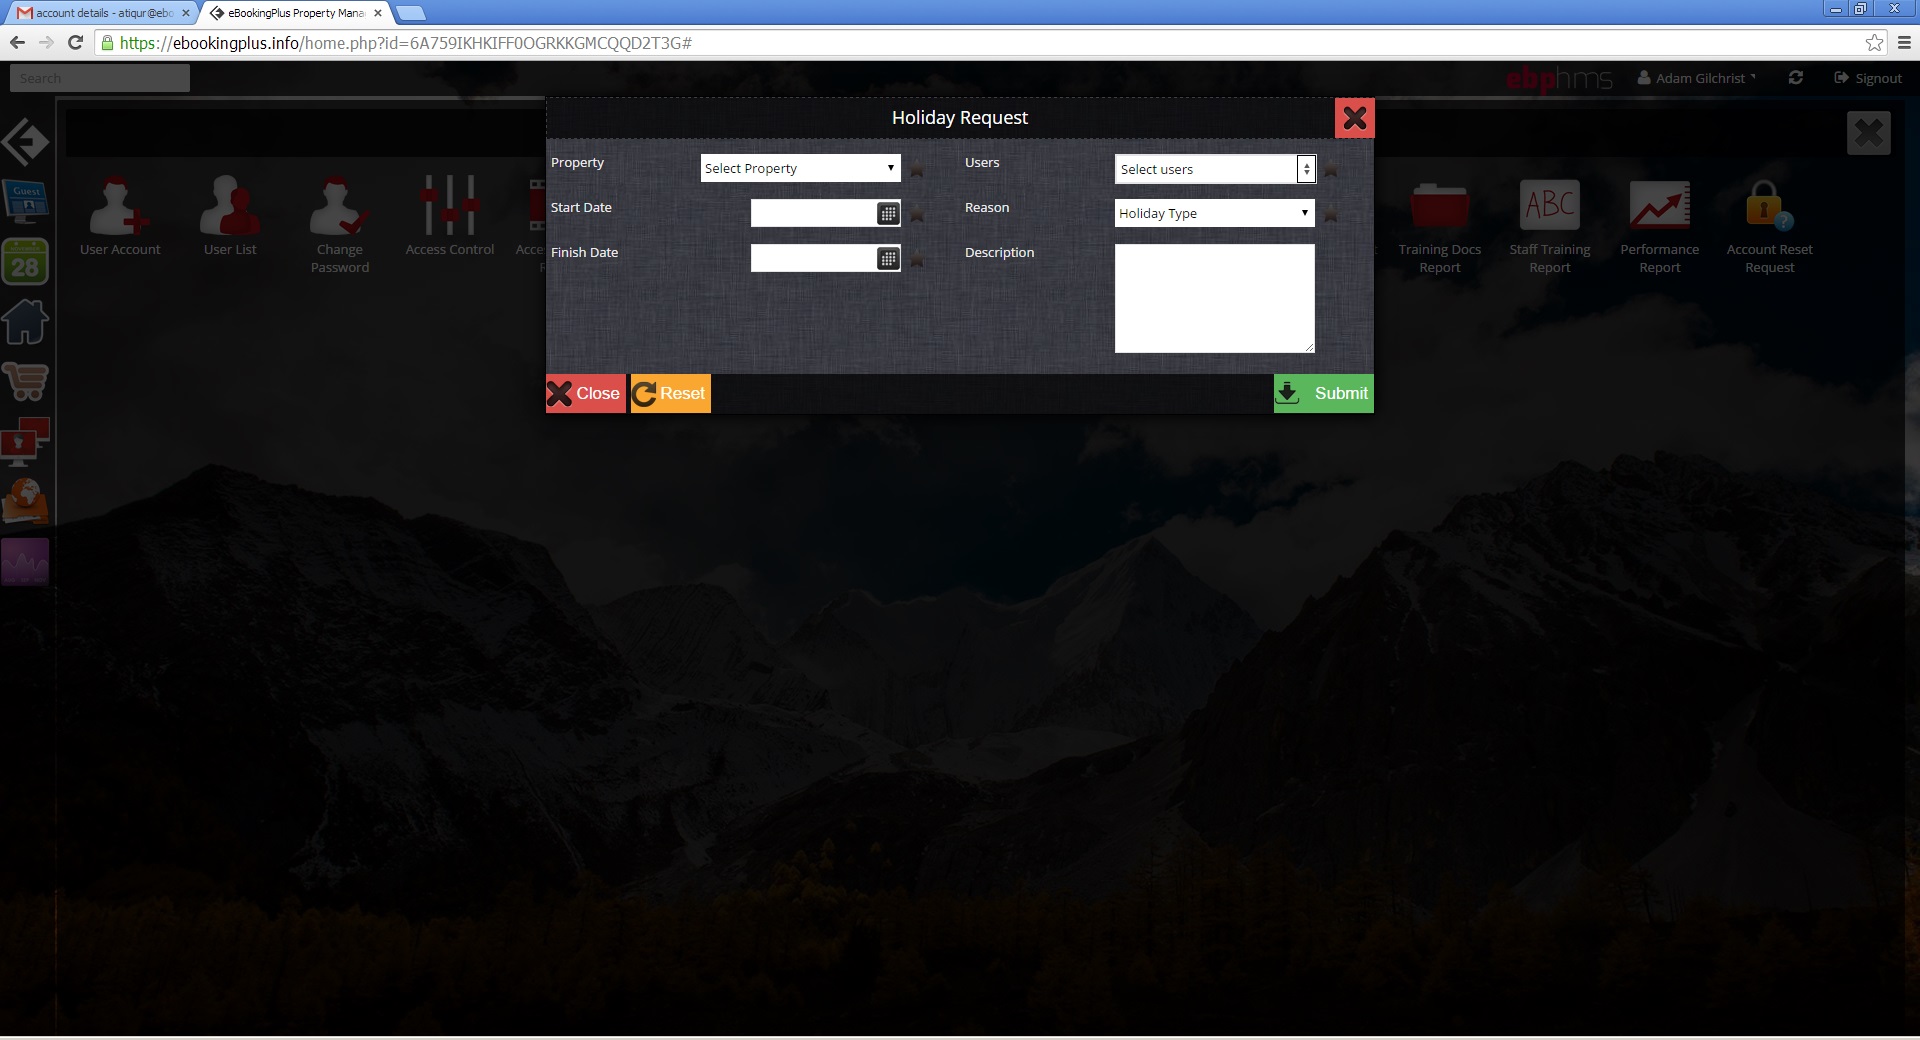 account details - atiqur@ebo
eBookingPlus Property Mana
https://ebookingplus.info/home.php?id=6A759IKHKIFF0OGRKKGMCQQD2T3G#
Search
ebphms
Adam Gilchrist
Signout
Holiday Request
Property
Select Property
Users
Select users
Start Date
Reason
Holiday Type
Finish Date
Description
Close
Reset
Submit
Guest
28
User Account
User List
Change
Password
Access Control
ABC
Training Docs
Report
Staff Training
Report
Performance
Report
Account Reset
Request